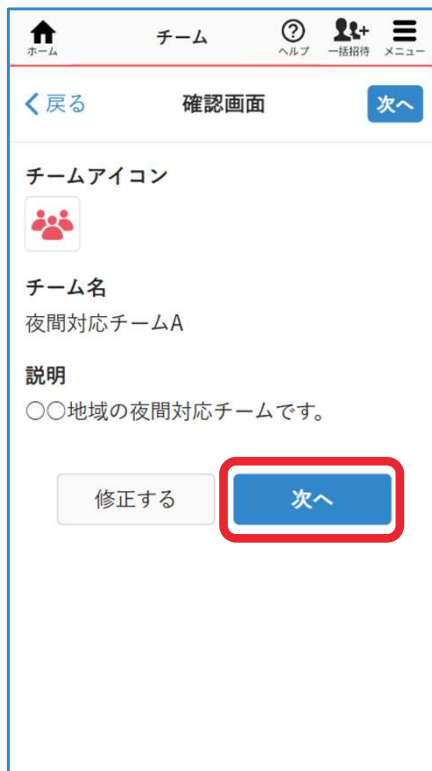 チーム
ホーム
ヘルプ
一括招待
メニュー
戻る
確認画面
次へ
チームアイコン
チーム名
夜間対応チームA
説明
○○地域の夜間対応チームです。
修正する
次へ